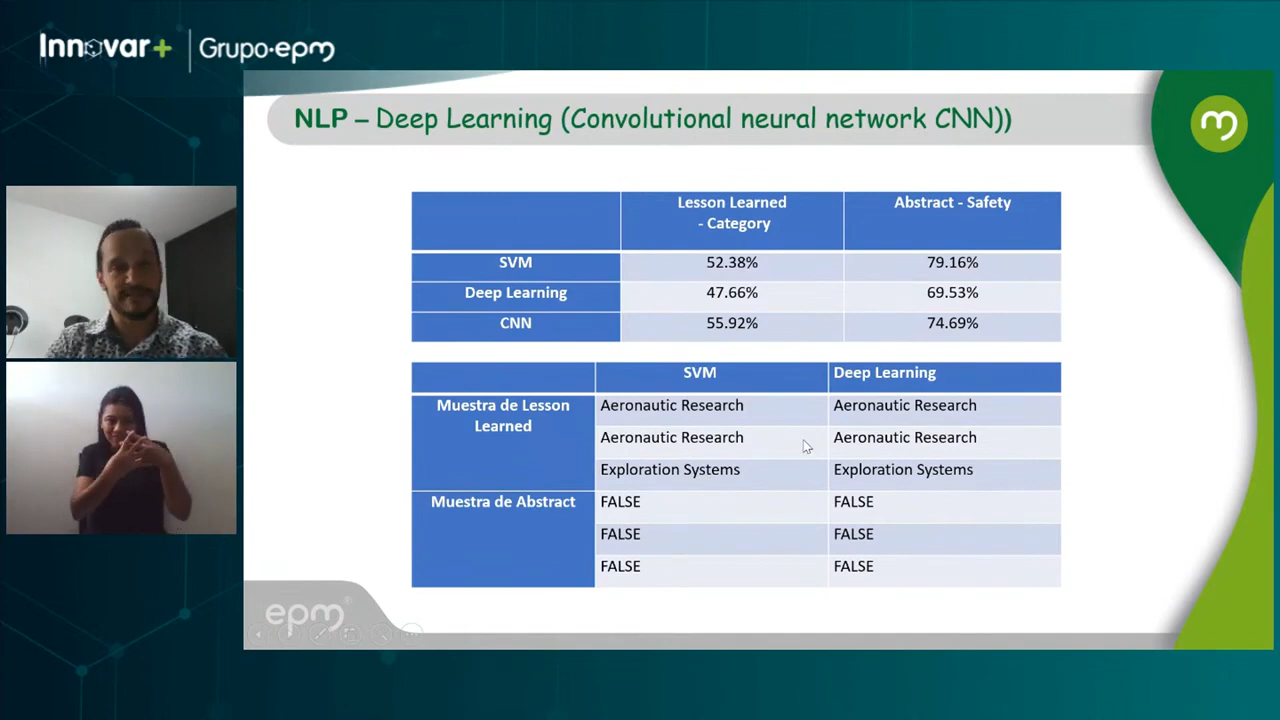 Innovar+ Grupo·epm
NLP – Deep Learning (Convolutional neural network CNN))
Lesson Learned
- Category
Abstract - Safety
SVM 52.38% 79.16%
Deep Learning 47.66% 69.53%
CNN 55.92% 74.69%
SVM Deep Learning
Muestra de Lesson
Learned
Aeronautic Research Aeronautic Research
Aeronautic Research Aeronautic Research
Exploration Systems Exploration Systems
Muestra de Abstract FALSE FALSE
FALSE FALSE
FALSE FALSE
epm®